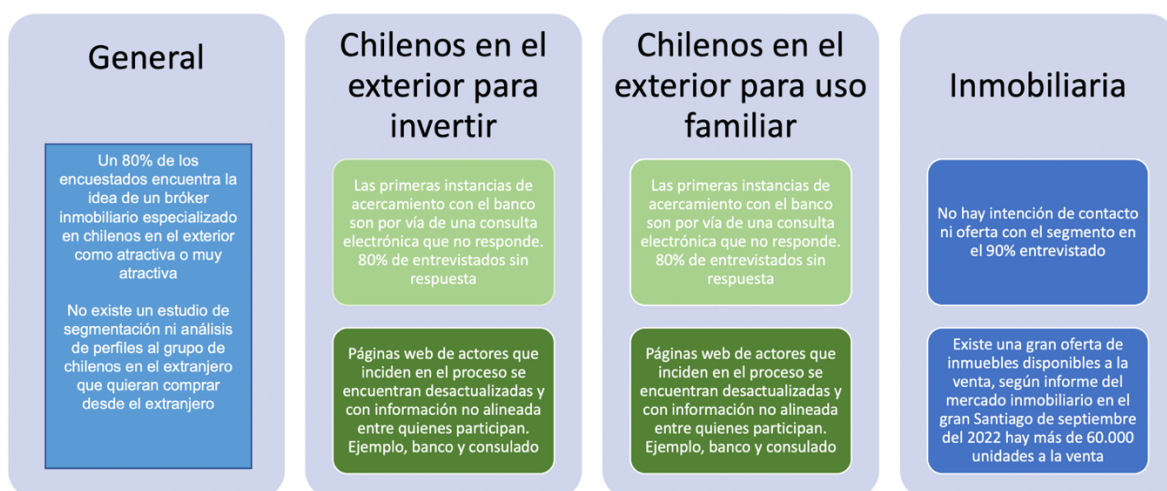 General
Un 80% de los
encuestados encuentra la
idea de un bróker
inmobiliario especializado
en chilenos en el exterior
como atractiva o muy
atractiva
No existe un estudio de
segmentación ni análisis
de perfiles al grupo de
chilenos en el extranjero
que quieran comprar
desde el extranjero
Chilenos en el
exterior para
invertir
Las primeras instancias de
acercamiento con el banco
son por vía de una consulta
electrónica que no responde.
80% de entrevistados sin
respuesta
Páginas web de actores que
inciden en el proceso se
encuentran desactualizadas y
con información no alineada
entre quienes participan.
Ejemplo, banco y consulado
Chilenos en el
exterior para uso
familiar
Las primeras instancias de
acercamiento con el banco
son por vía de una consulta
electrónica que no responde.
80% de entrevistados sin
respuesta
Páginas web de actores que
inciden en el proceso se
encuentran desactualizadas y
con información no alineada
entre quienes participan.
Ejemplo, banco y consulado
Inmobiliaria
No hay intención de contacto
ni oferta con el segmento en
el 90% entrevistado
Existe una gran oferta de
inmuebles disponibles a la
venta, según informe del
mercado inmobiliario en el
gran Santiago de septiembre
del 2022 hay más de 60.000
unidades a la venta